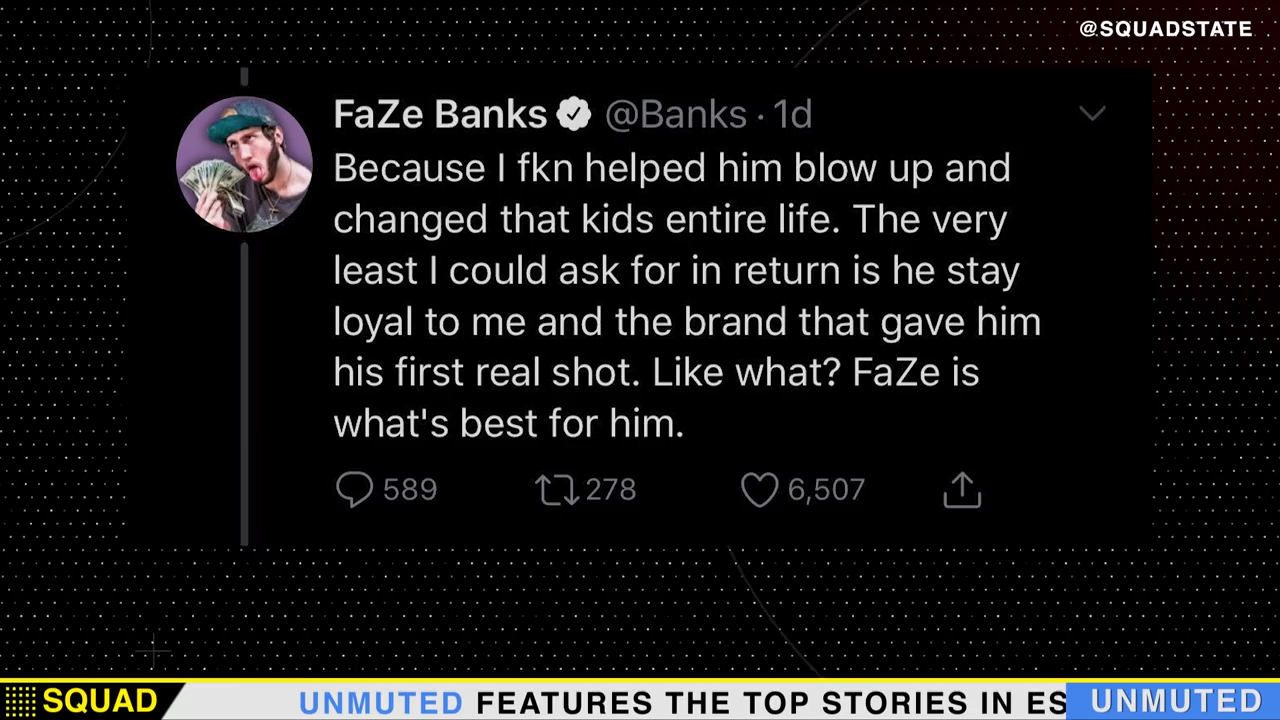 @SQUADSTATE
FaZe Banks @Banks · 1d
Because I fkn helped him blow up and
changed that kids entire life. The very
least I could ask for in return is he stay
loyal to me and the brand that gave him
his first real shot. Like what? FaZe is
what's best for him.
589 278 6,507
SQUAD UNMUTED FEATURES THE TOP STORIES IN ES UNMUTED